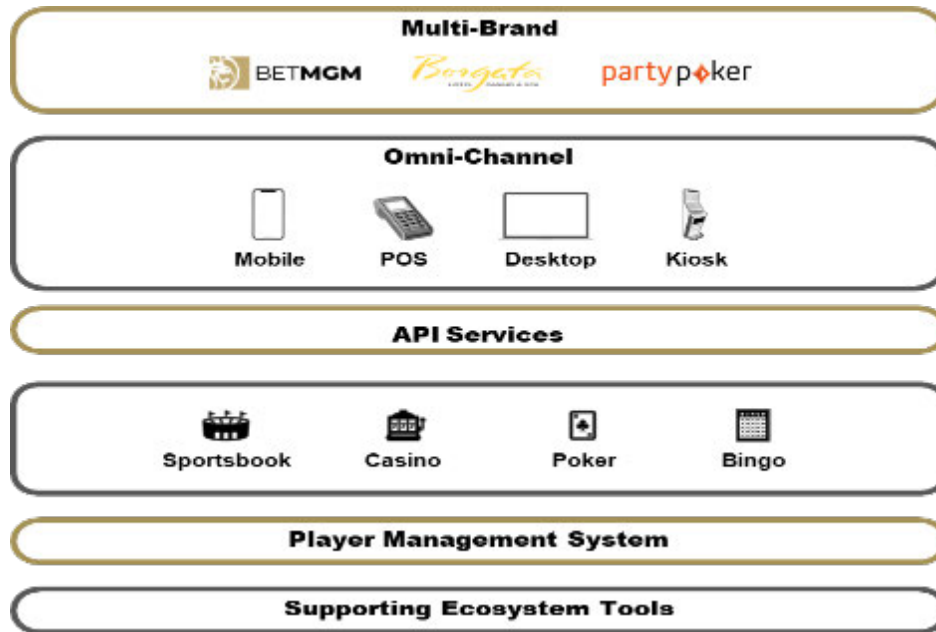 Multi-Brand
BETMGM Borgata partypoker
Omni-Channel
Mobile POS Desktop Kiosk
API Services
Sportsbook Casino Poker Bingo
Player Management System
Supporting Ecosystem Tools